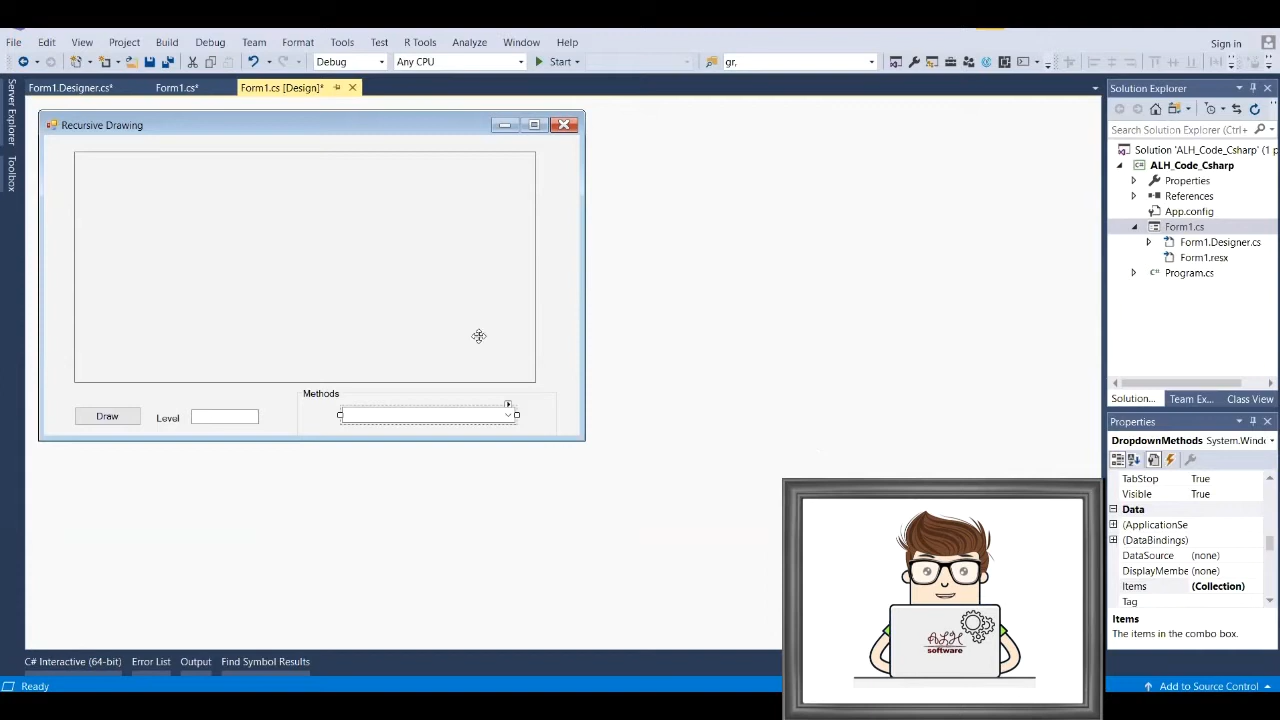 File Edit View Project Build Debug Team Format Tools Test R Tools Analyze Window Help
Sign in
Debug Any CPU Start gr,
Form1.Designer.cs* Form1.cs* Form1.cs [Design]*
Server Explorer
Toolbox
Recursive Drawing
Methods
Draw Level
Solution Explorer
Search Solution Explorer (Ctrl+
Solution 'ALH_Code_Csharp' (1 p
ALH_Code_Csharp
Properties
References
App.config
Form1.cs
Form1.Designer.cs
Form1.resx
Program.cs
Solution... Team Ex... Class View
Properties
DropdownMethods System.Wind
TabStop True
Visible True
Data
(ApplicationSe
(DataBindings)
DataSource (none)
DisplayMembe (none)
Items (Collection)
Tag
Items
The items in the combo box.
ALH
software
C# Interactive (64-bit) Error List Output Find Symbol Results
Ready
Add to Source Control